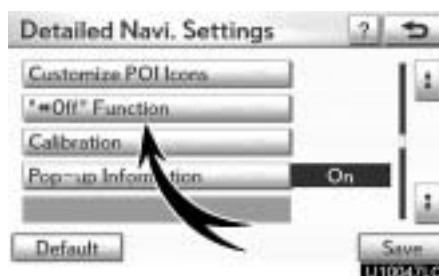 Detailed Navi. Settings ?
Customize POI Icons
"⇚Off" Function
Calibration
Pop-up Information On
Default Save